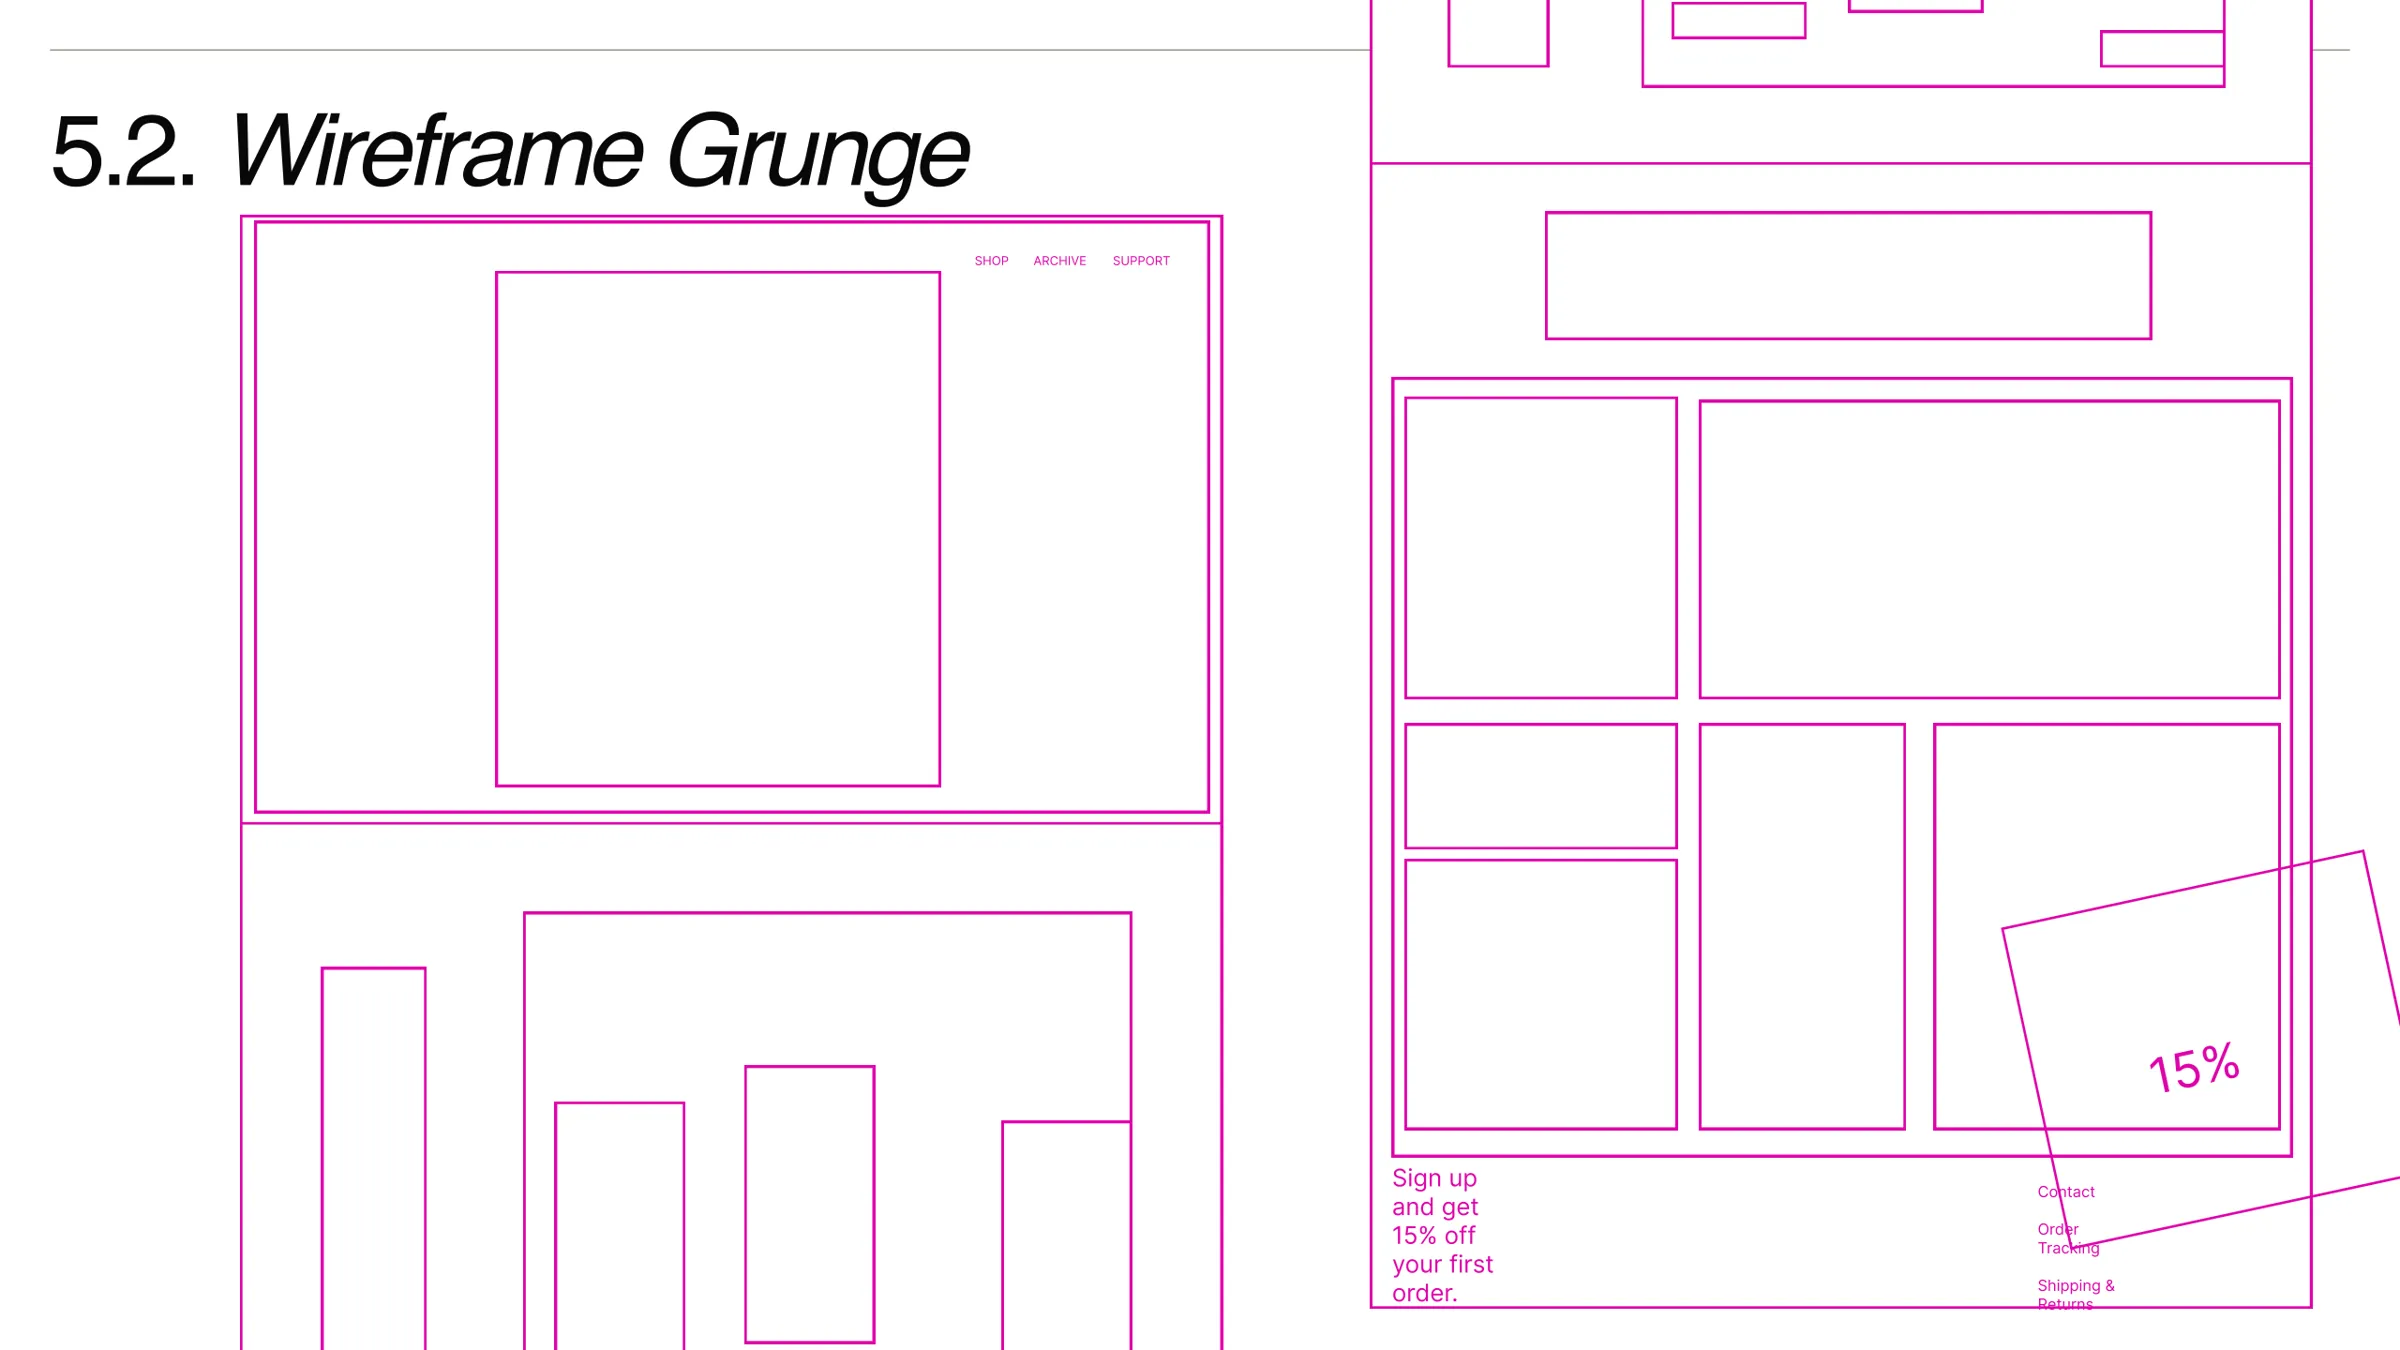 5.2. Wireframe Grunge
SHOP ARCHIVE SUPPORT
15%
Sign up
and get
15% off
your first
order.
Contact
Order
Tracking
Shipping &
Returns